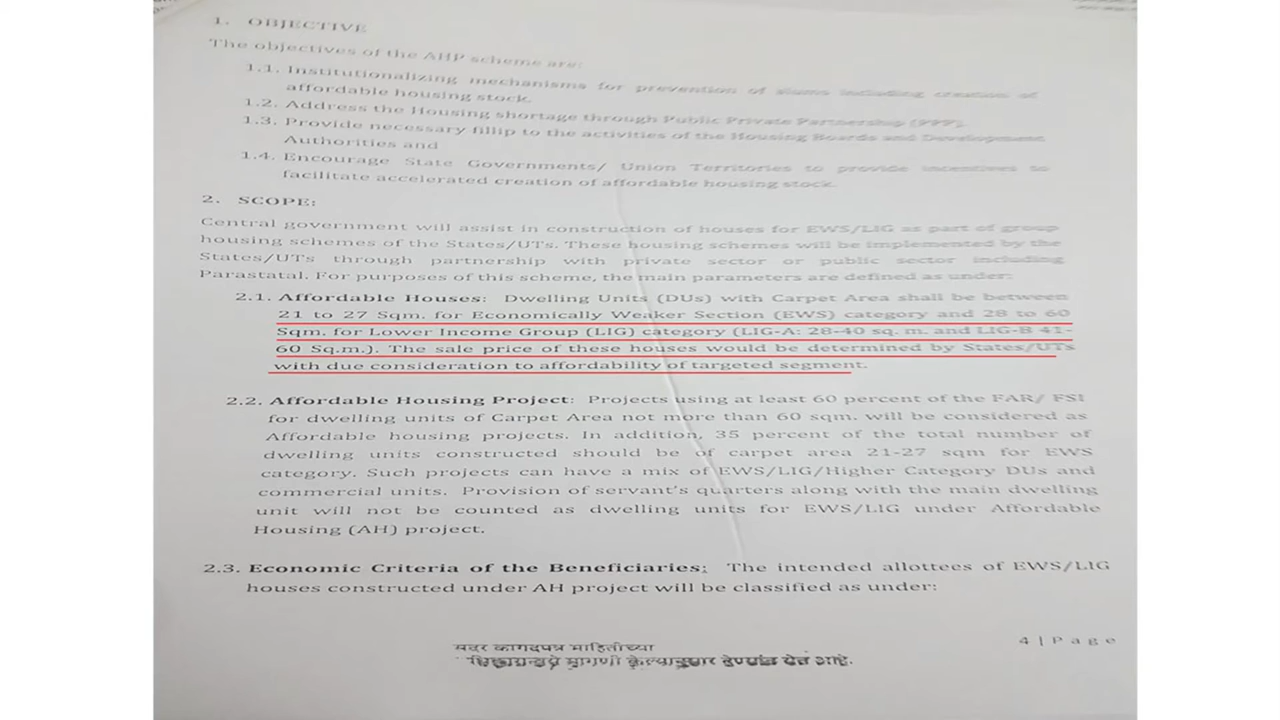 1. OBJECTIVE
The objectives of the AHP scheme are:
1.1. Institutionalizing mechanisms for prevention of slums including creation of
affordable housing stock.
1.2. Address the Housing shortage through Public Private Partnership (PPP),
1.3. Provide necessary fillip to the activities of the Housing Boards and Development
Authorities and
1.4. Encourage State Governments/ Union Territories to provide incentives to
facilitate accelerated creation of affordable housing stock.
2. SCOPE:
Central government will assist in construction of houses for EWS/LIG as part of group
housing schemes of the States/UTs. These housing schemes will be implemented by the
States/UTs through partnership with private sector or public sector including
Parastatal. For purposes of this scheme, the main parameters are defined as under:
2.1. Affordable Houses: Dwelling Units (DUs) with Carpet Area shall be between
21 to 27 Sqm. for Economically Weaker Section (EWS) category and 28 to 60
Sqm. for Lower Income Group (LIG) category (LIG-A: 28-40 sq. m. and LIG-B 41-
60 Sq.m.). The sale price of these houses would be determined by States/UTs
with due consideration to affordability of targeted segment.
2.2. Affordable Housing Project: Projects using at least 60 percent of the FAR/ FSI
for dwelling units of Carpet Area not more than 60 sqm. will be considered as
Affordable housing projects. In addition, 35 percent of the total number of
dwelling units constructed should be of carpet area 21-27 sqm for EWS
category. Such projects can have a mix of EWS/LIG/Higher Category DUs and
commercial units. Provision of servant's quarters along with the main dwelling
unit will not be counted as dwelling units for EWS/LIG under Affordable
Housing (AH) project.
2.3. Economic Criteria of the Beneficiaries: The intended allottees of EWS/LIG
houses constructed under AH project will be classified as under:
4 | Page
सदर कागदपत्र माहितीच्या
मागणी केल्यानुसार देण्यांत येत आहे.